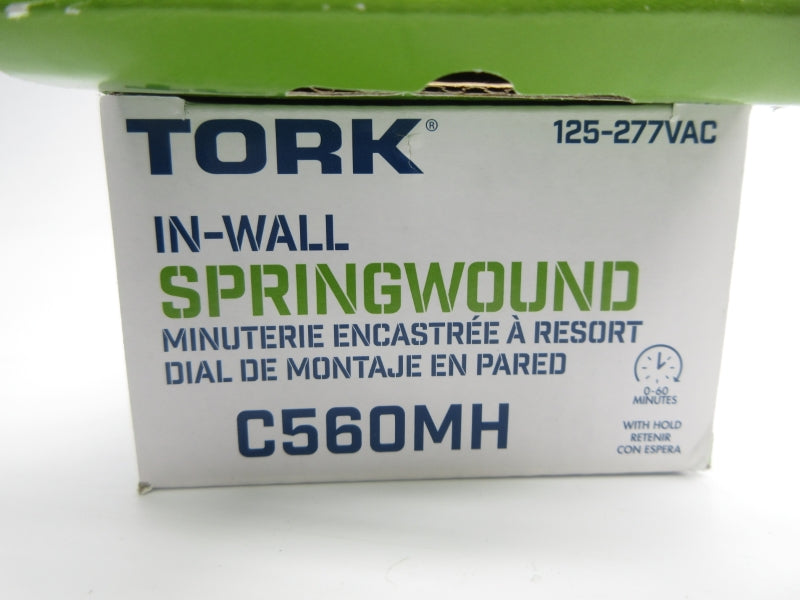 TORK®
125-277VAC
IN-WALL
SPRINGWOUND
MINUTERIE ENCASTRÉE À RESORT
DIAL DE MONTAJE EN PARED
0-60
MINUTES
C560MH
WITH HOLD
RETENIR
CON ESPERA